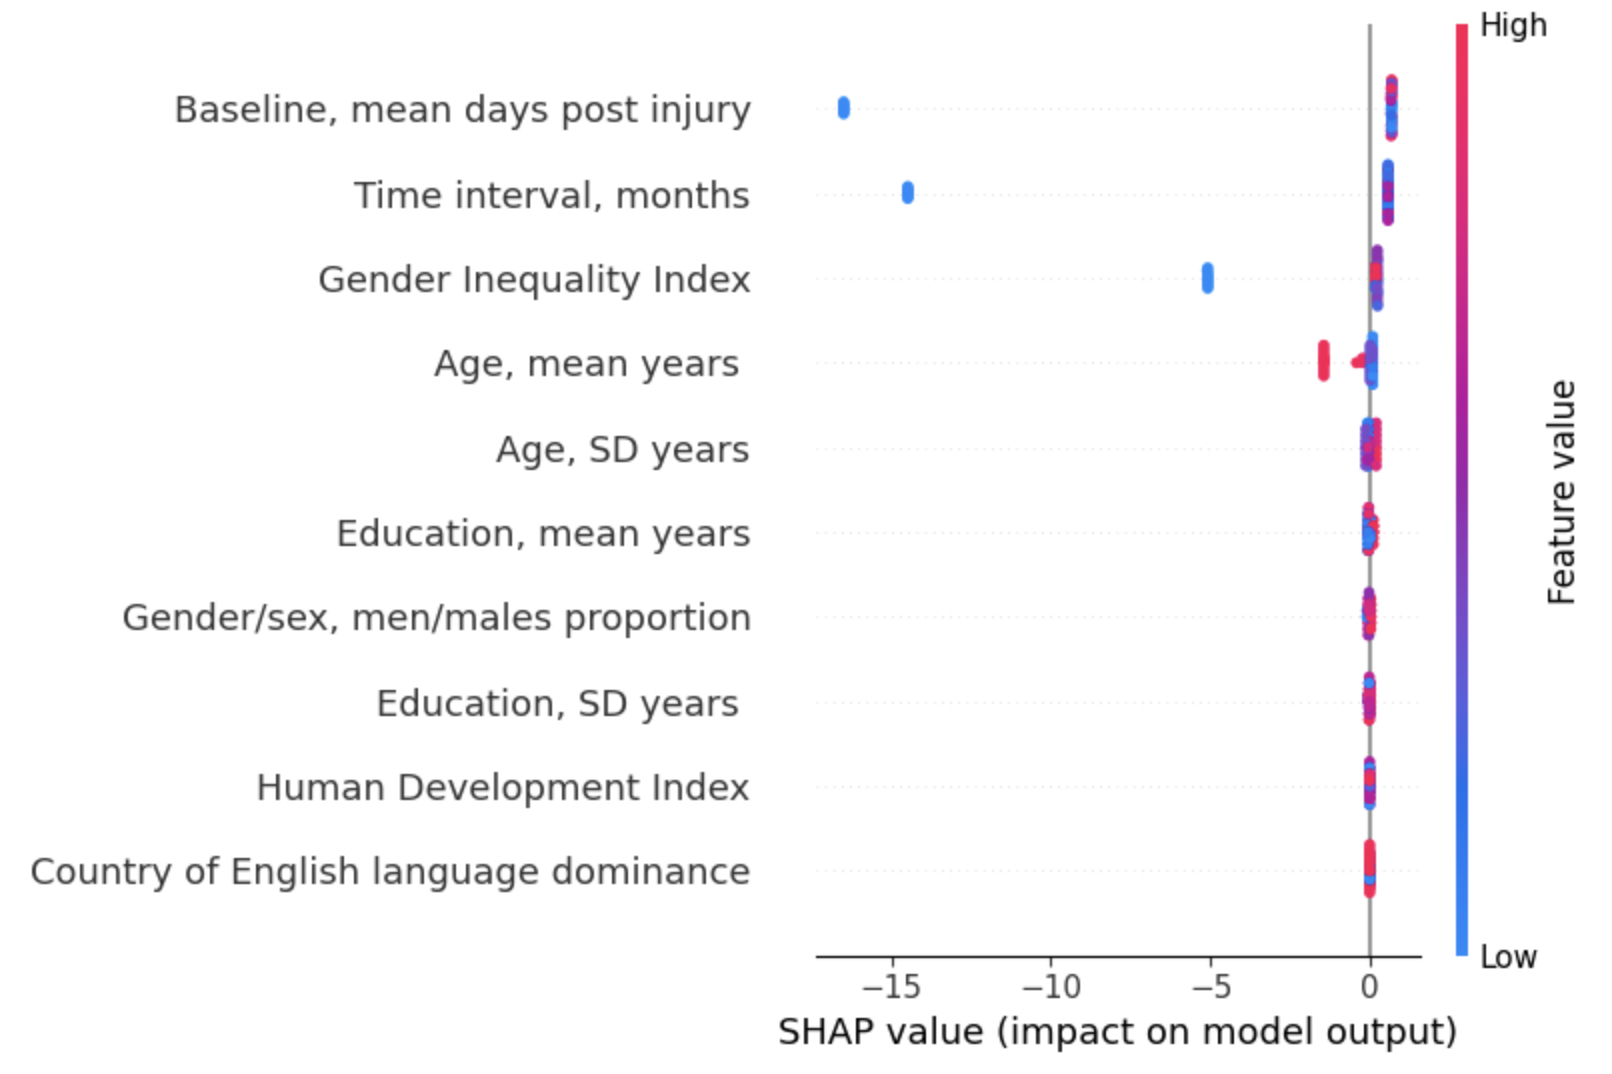 High
Baseline, mean days post injury
Time interval, months
Gender Inequality Index
Age, mean years
Age, SD years
Education, mean years
Gender/sex, men/males proportion
Education, SD years
Human Development Index
Country of English language dominance
Feature value
Low
−15 −10 −5 0
SHAP value (impact on model output)